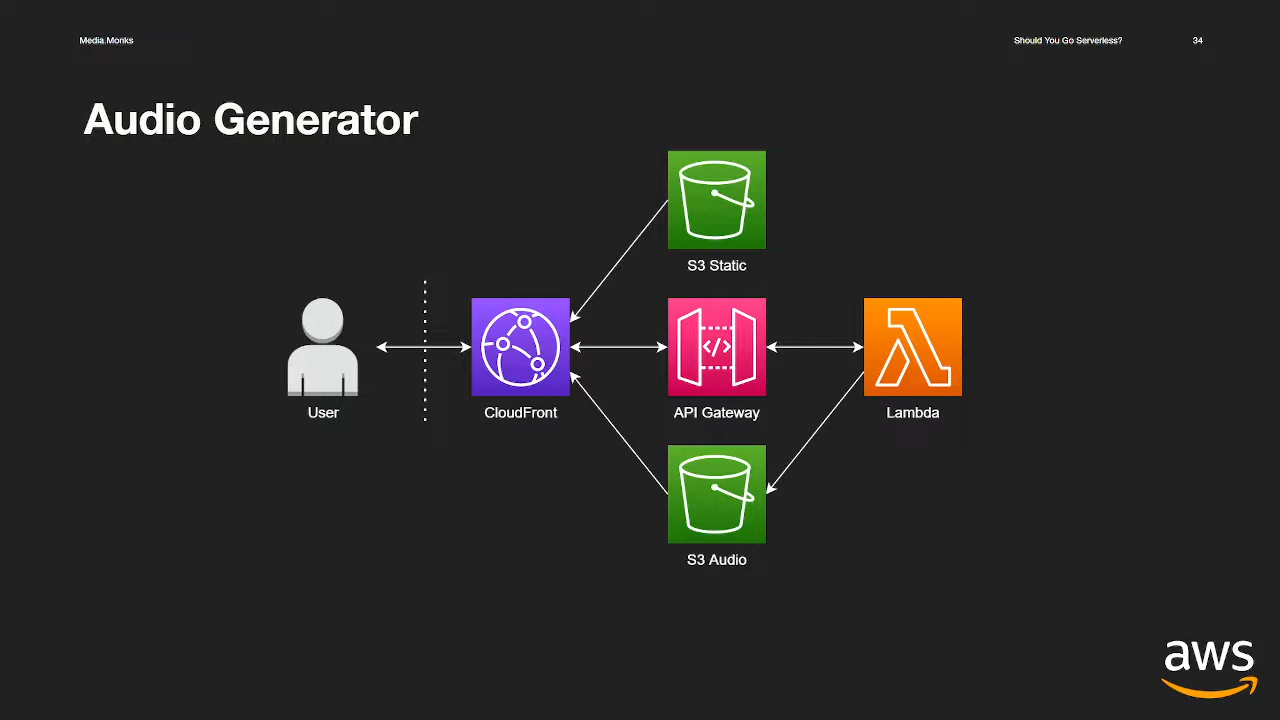 Media.Monks
Should You Go Serverless?
34
Audio Generator
S3 Static
</>
User
CloudFront
API Gateway
Lambda
S3 Audio
aws